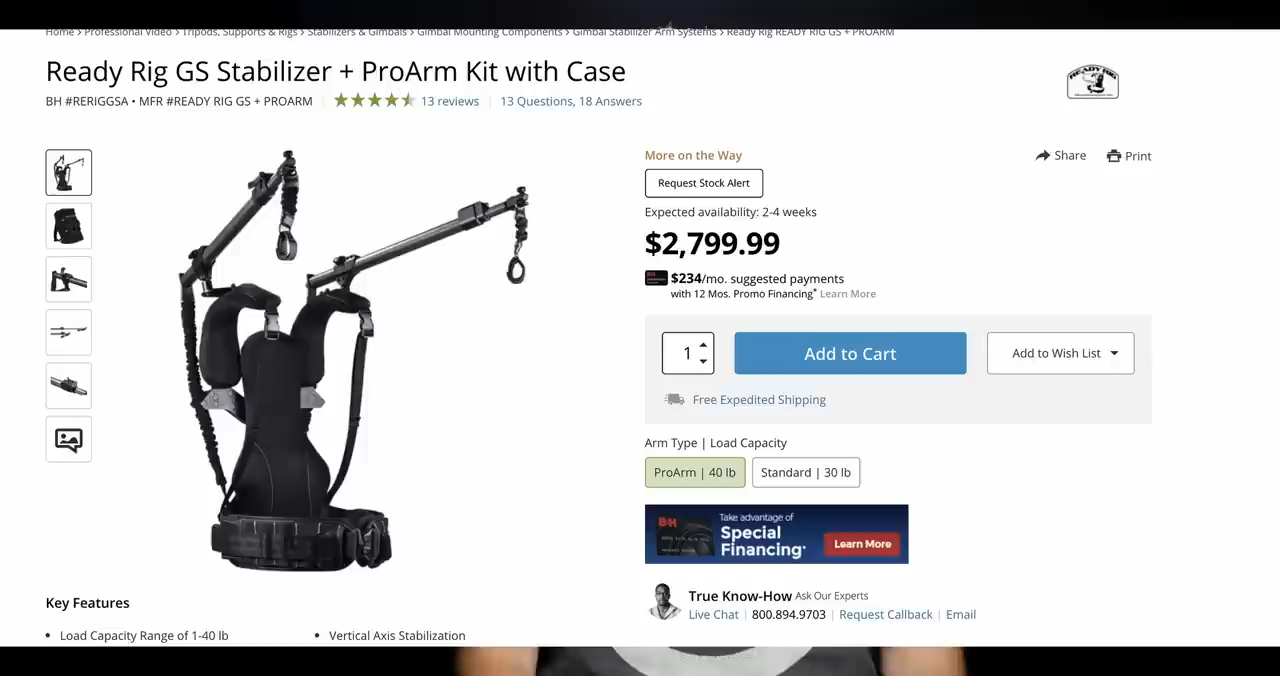 Home > Professional Video > Tripods, Supports & Rigs > Stabilizers & Gimbals > Gimbal Mounting Components > Gimbal Stabilizer Arm Systems > Ready Rig READY RIG GS + PROARM
Ready Rig GS Stabilizer + ProArm Kit with Case
BH #RERIGGSA • MFR #READY RIG GS + PROARM
13 reviews
13 Questions, 18 Answers
READY RIG
More on the Way
Share
Print
Request Stock Alert
Expected availability: 2-4 weeks
$2,799.99
$234/mo. suggested payments
with 12 Mos. Promo Financing* Learn More
1
Add to Cart
Add to Wish List
Free Expedited Shipping
Arm Type | Load Capacity
ProArm | 40 lb
Standard | 30 lb
B&H
Take advantage of
Special
Financing*
Learn More
True Know-How Ask Our Experts
Live Chat | 800.894.9703 | Request Callback | Email
Key Features
• Load Capacity Range of 1-40 lb
• Vertical Axis Stabilization